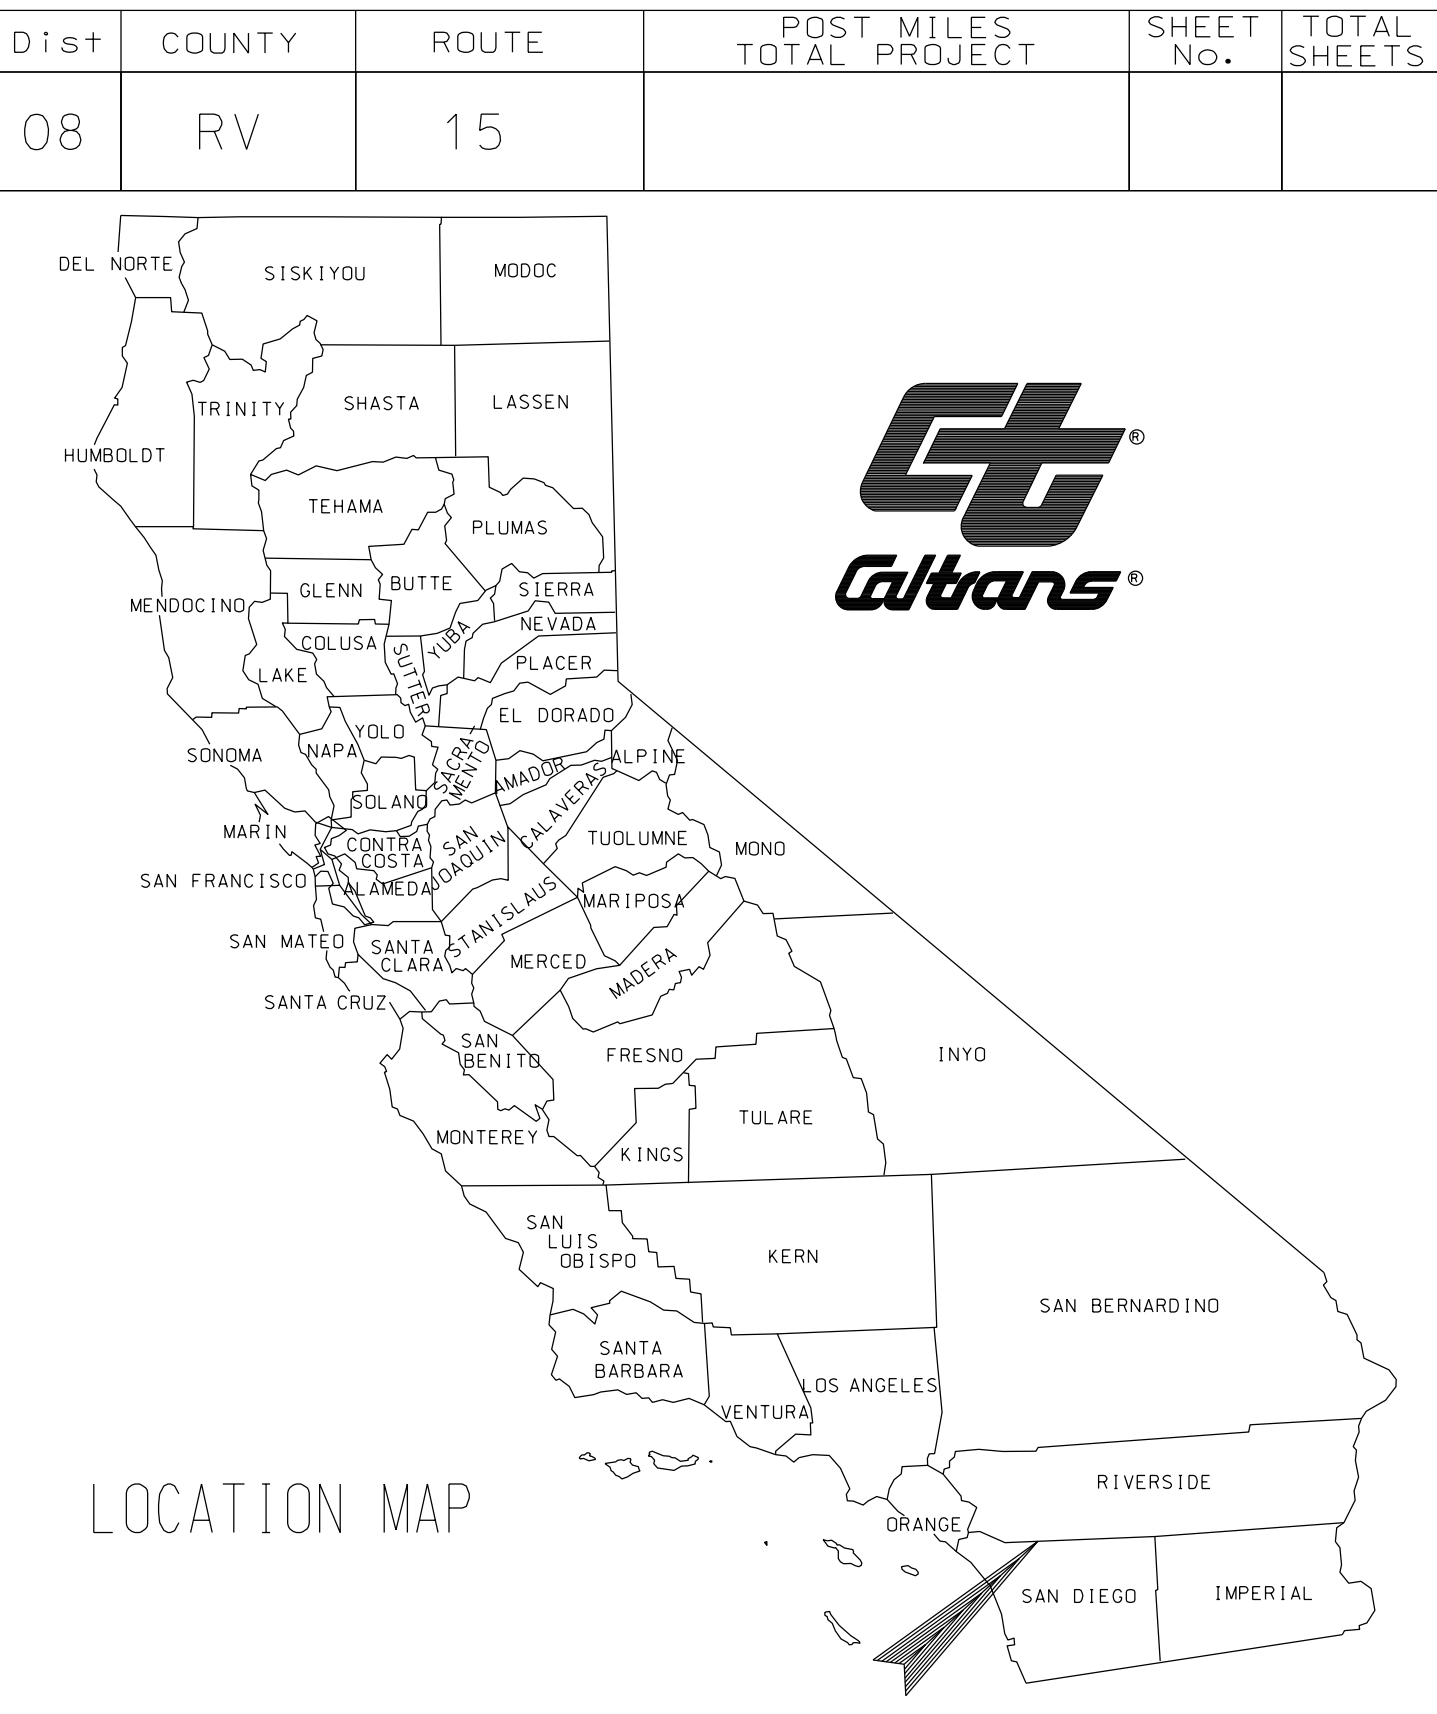 Dist COUNTY ROUTE POST MILES TOTAL PROJECT SHEET No. TOTAL SHEETS
08 RV 15
DEL NORTE
SISKIYOU
MODOC
TRINITY
SHASTA
LASSEN
HUMBOLDT
TEHAMA
PLUMAS
GLENN
BUTTE
SIERRA
MENDOCINO
COLUSA
YUBA
NEVADA
LAKE
SUTTER
PLACER
EL DORADO
SONOMA
NAPA
YOLO
SACRA-
MENTO
AMADOR
ALPINE
SOLANO
CALAVERAS
MARIN
CONTRA
COSTA
SAN
JOAQUIN
TUOLUMNE
MONO
SAN FRANCISCO
ALAMEDA
STANISLAUS
MARIPOSA
SAN MATEO
SANTA
CLARA
MERCED
MADERA
SANTA CRUZ
SAN
BENITO
FRESNO
INYO
MONTEREY
KINGS
TULARE
SAN
LUIS
OBISPO
KERN
SAN BERNARDINO
SANTA
BARBARA
VENTURA
LOS ANGELES
RIVERSIDE
ORANGE
SAN DIEGO
IMPERIAL
Ct ®
Caltrans ®
LOCATION MAP